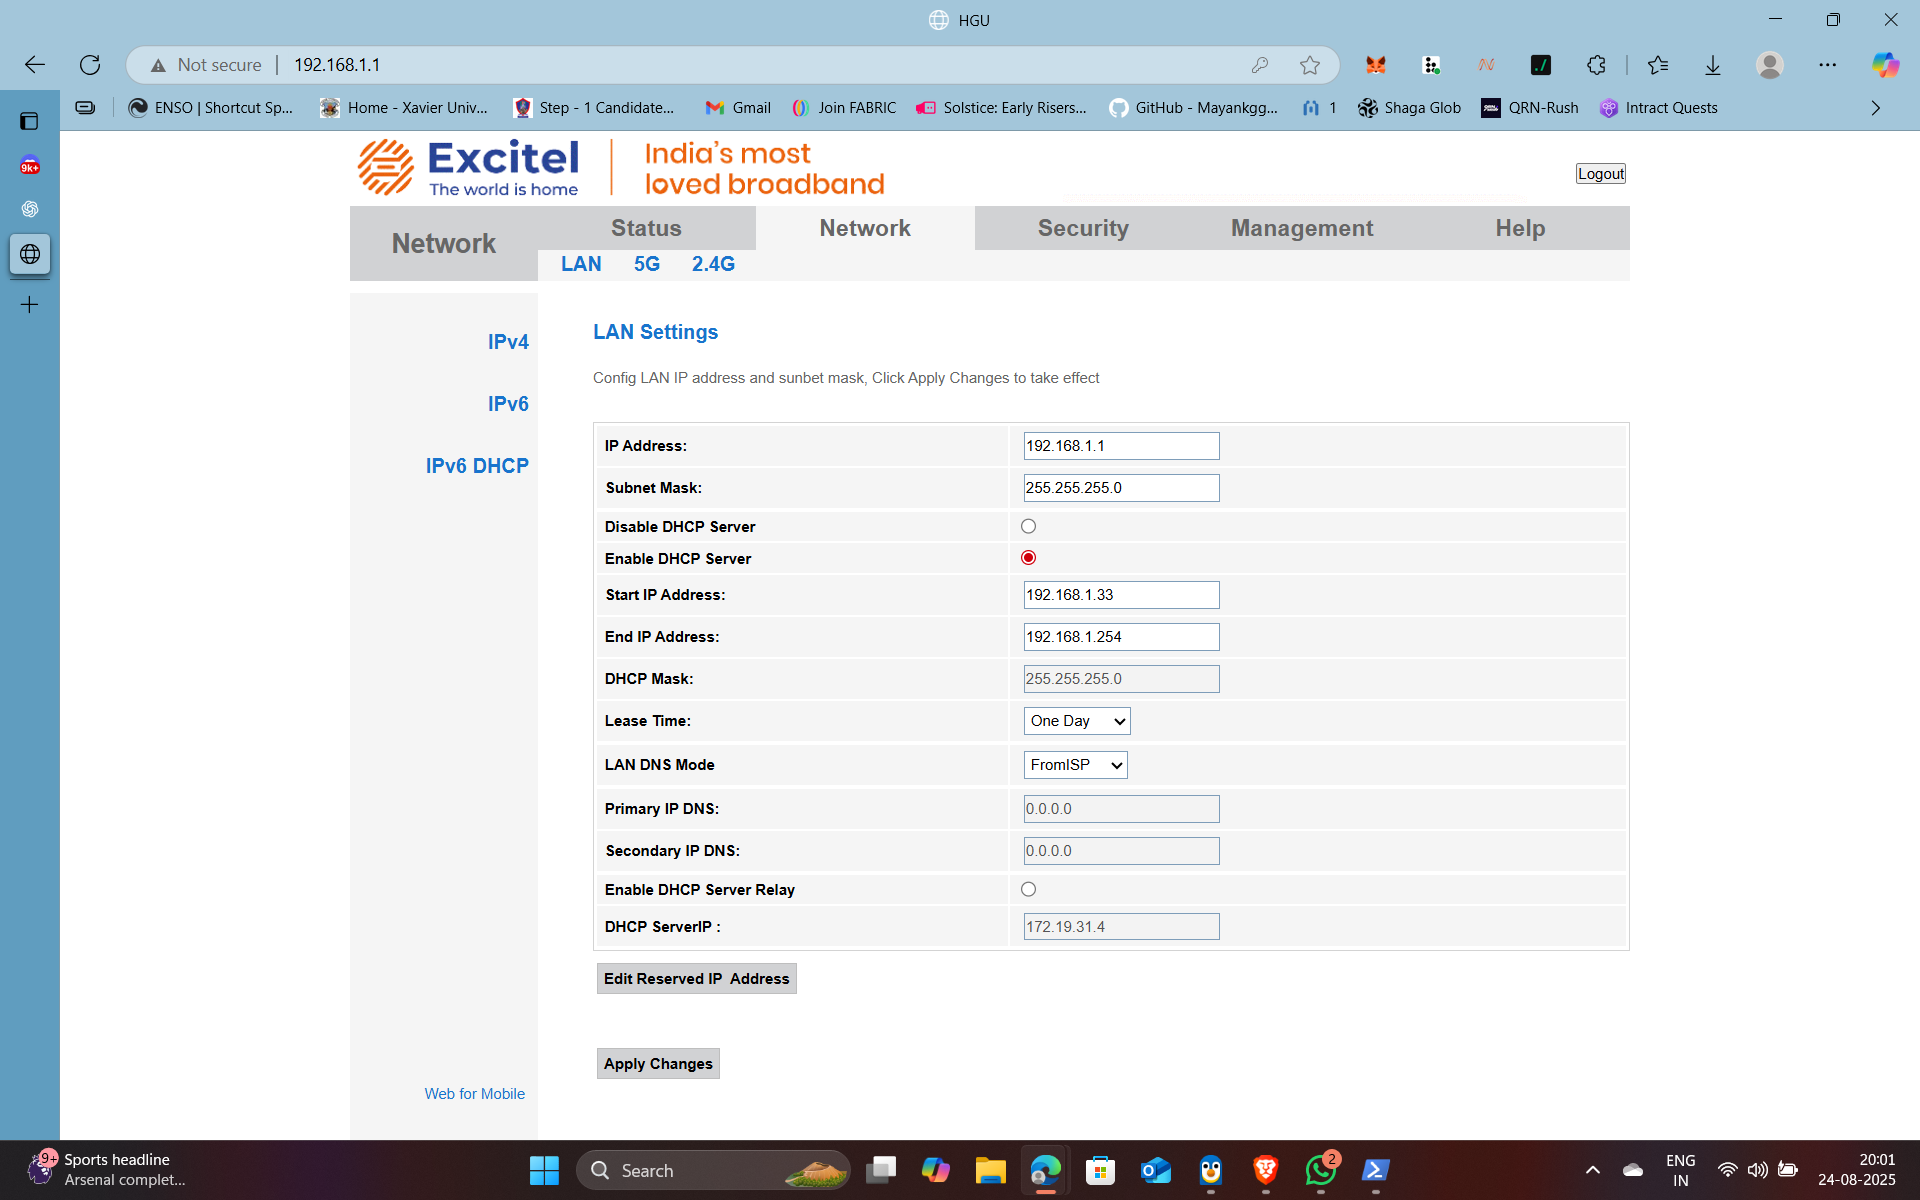 HGU
Not secure
192.168.1.1
ENSO | Shortcut Sp...
Home - Xavier Univ...
Step - 1 Candidate...
Gmail
Join FABRIC
Solstice: Early Risers...
GitHub - Mayankgg...
1
Shaga Glob
QRN-Rush
Intract Quests
9k+
Excitel
The world is home
India's most
loved broadband
Logout
Network
Status
Network
Security
Management
Help
LAN
5G
2.4G
IPv4
IPv6
IPv6 DHCP
Web for Mobile
LAN Settings
Config LAN IP address and sunbet mask, Click Apply Changes to take effect
IP Address: 192.168.1.1
Subnet Mask: 255.255.255.0
Disable DHCP Server
Enable DHCP Server
Start IP Address: 192.168.1.33
End IP Address: 192.168.1.254
DHCP Mask: 255.255.255.0
Lease Time: One Day
LAN DNS Mode FromISP
Primary IP DNS: 0.0.0.0
Secondary IP DNS: 0.0.0.0
Enable DHCP Server Relay
DHCP ServerIP : 172.19.31.4
Edit Reserved IP  Address
Apply Changes
9+
Sports headline
Arsenal complet...
Search
2
ENG
IN
20:01
24-08-2025